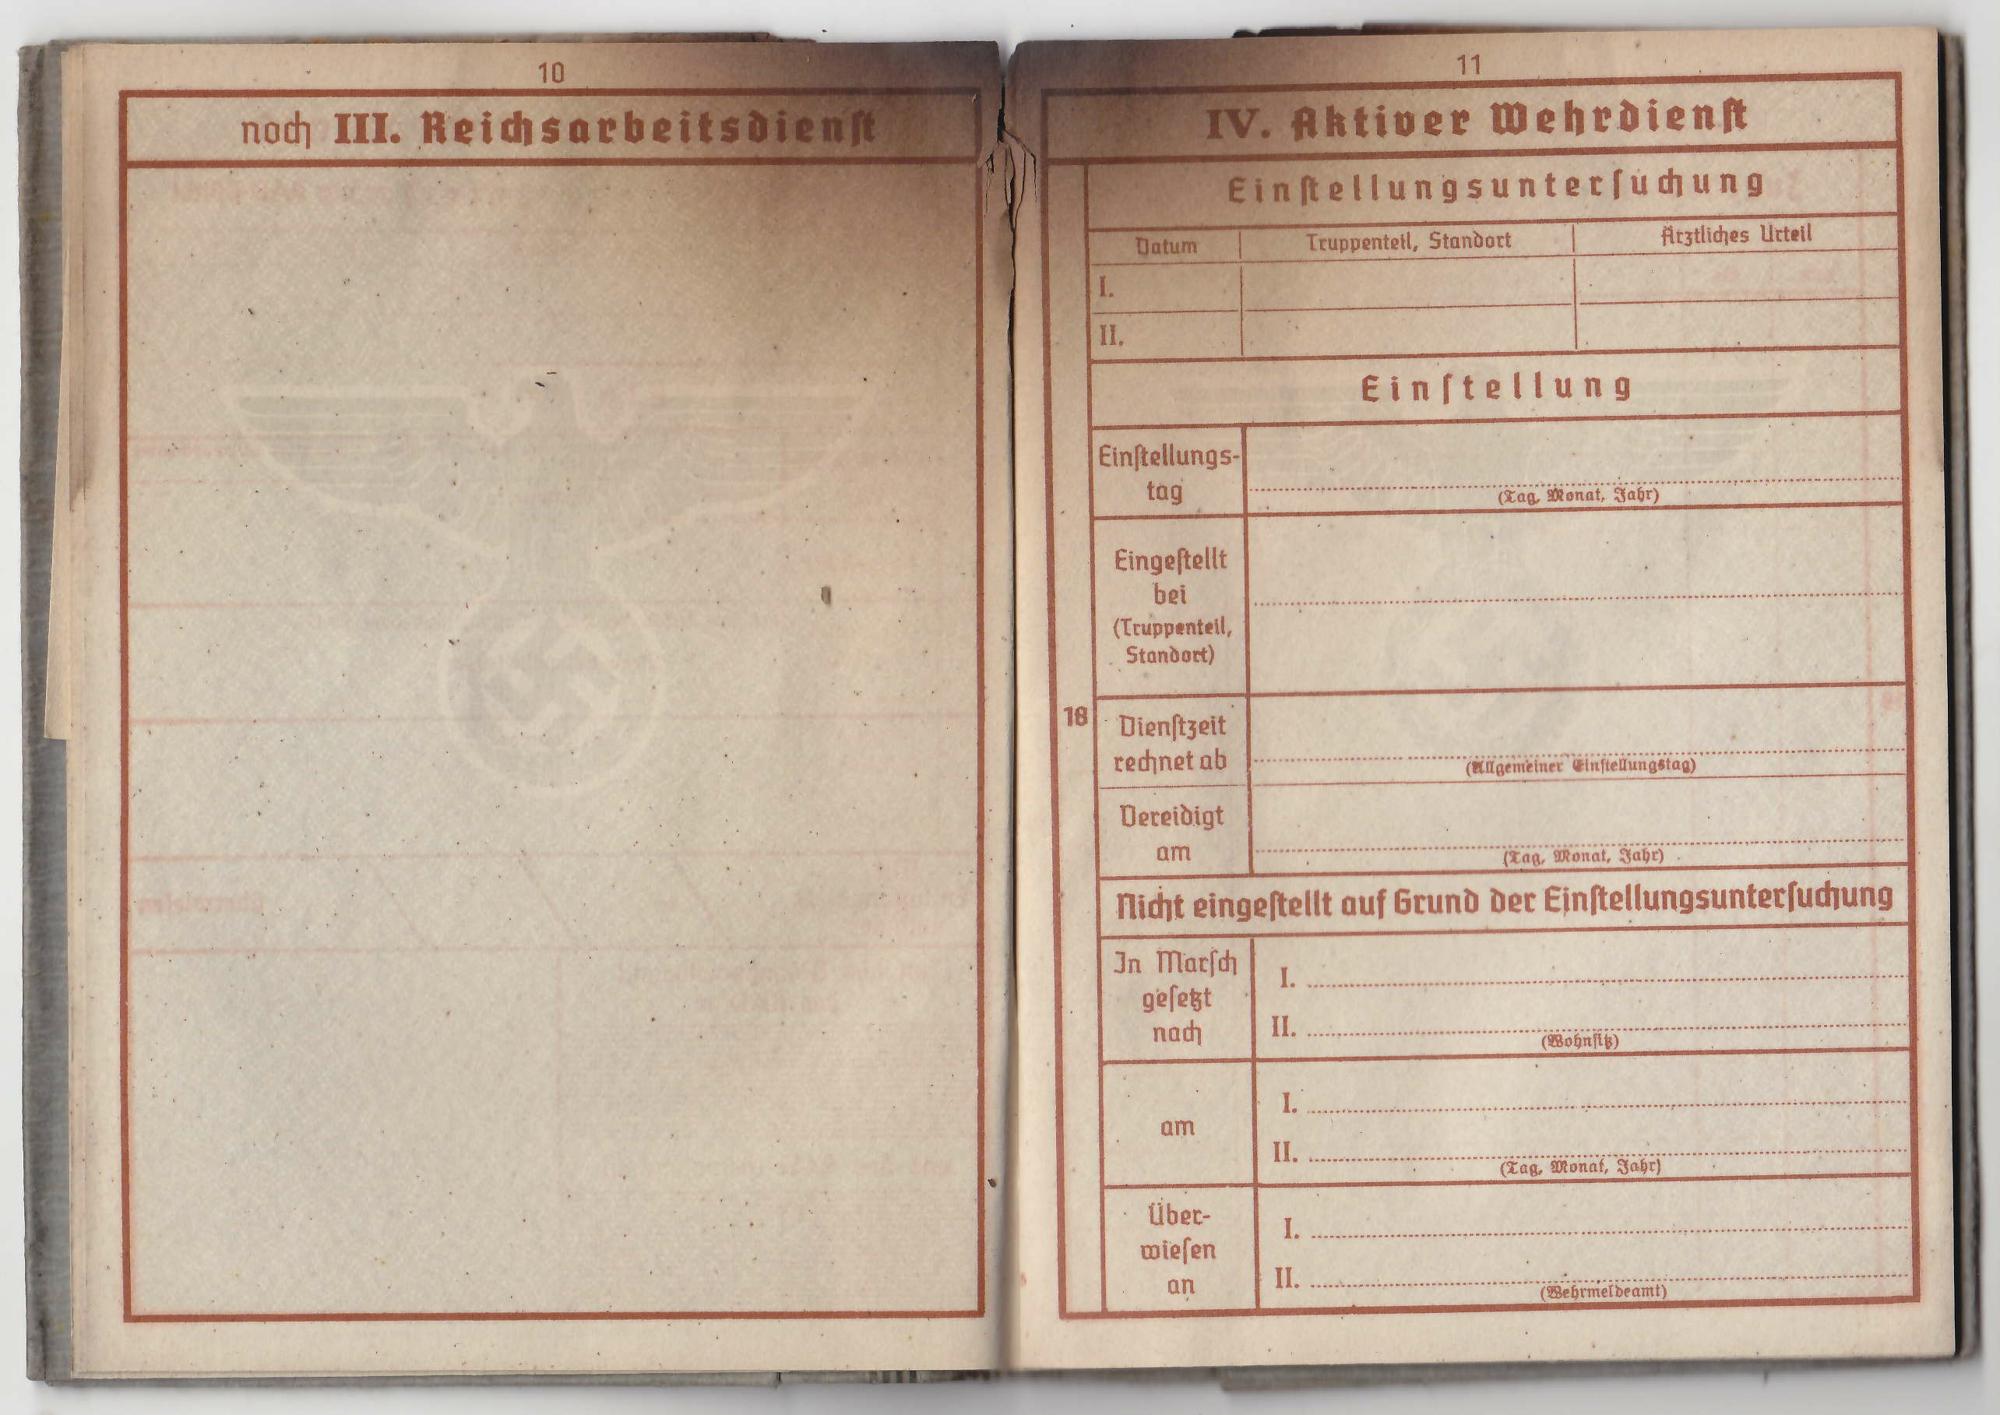 10
noch III. Reichsarbeitsdienst
11
IV. Aktiver Wehrdienst
Einſtellungsunterſuchung
Datum
Truppenteil, Standort
Ärztliches Urteil
I.
II.
Einſtellung
Einſtellungs-
tag
(Tag, Monat, Jahr)
Eingeſtellt
bei
(Truppenteil,
Standort)
18
Dienſtzeit
rechnet ab
(Allgemeiner Einſtellungstag)
Vereidigt
am
(Tag, Monat, Jahr)
Nicht eingeſtellt auf Grund der Einſtellungsunterſuchung
In Marſch
geſetzt
nach
I.
II.
(Wohnſitz)
am
I.
II.
(Tag, Monat, Jahr)
Über-
wieſen
an
I.
II.
(Wehrmeldeamt)